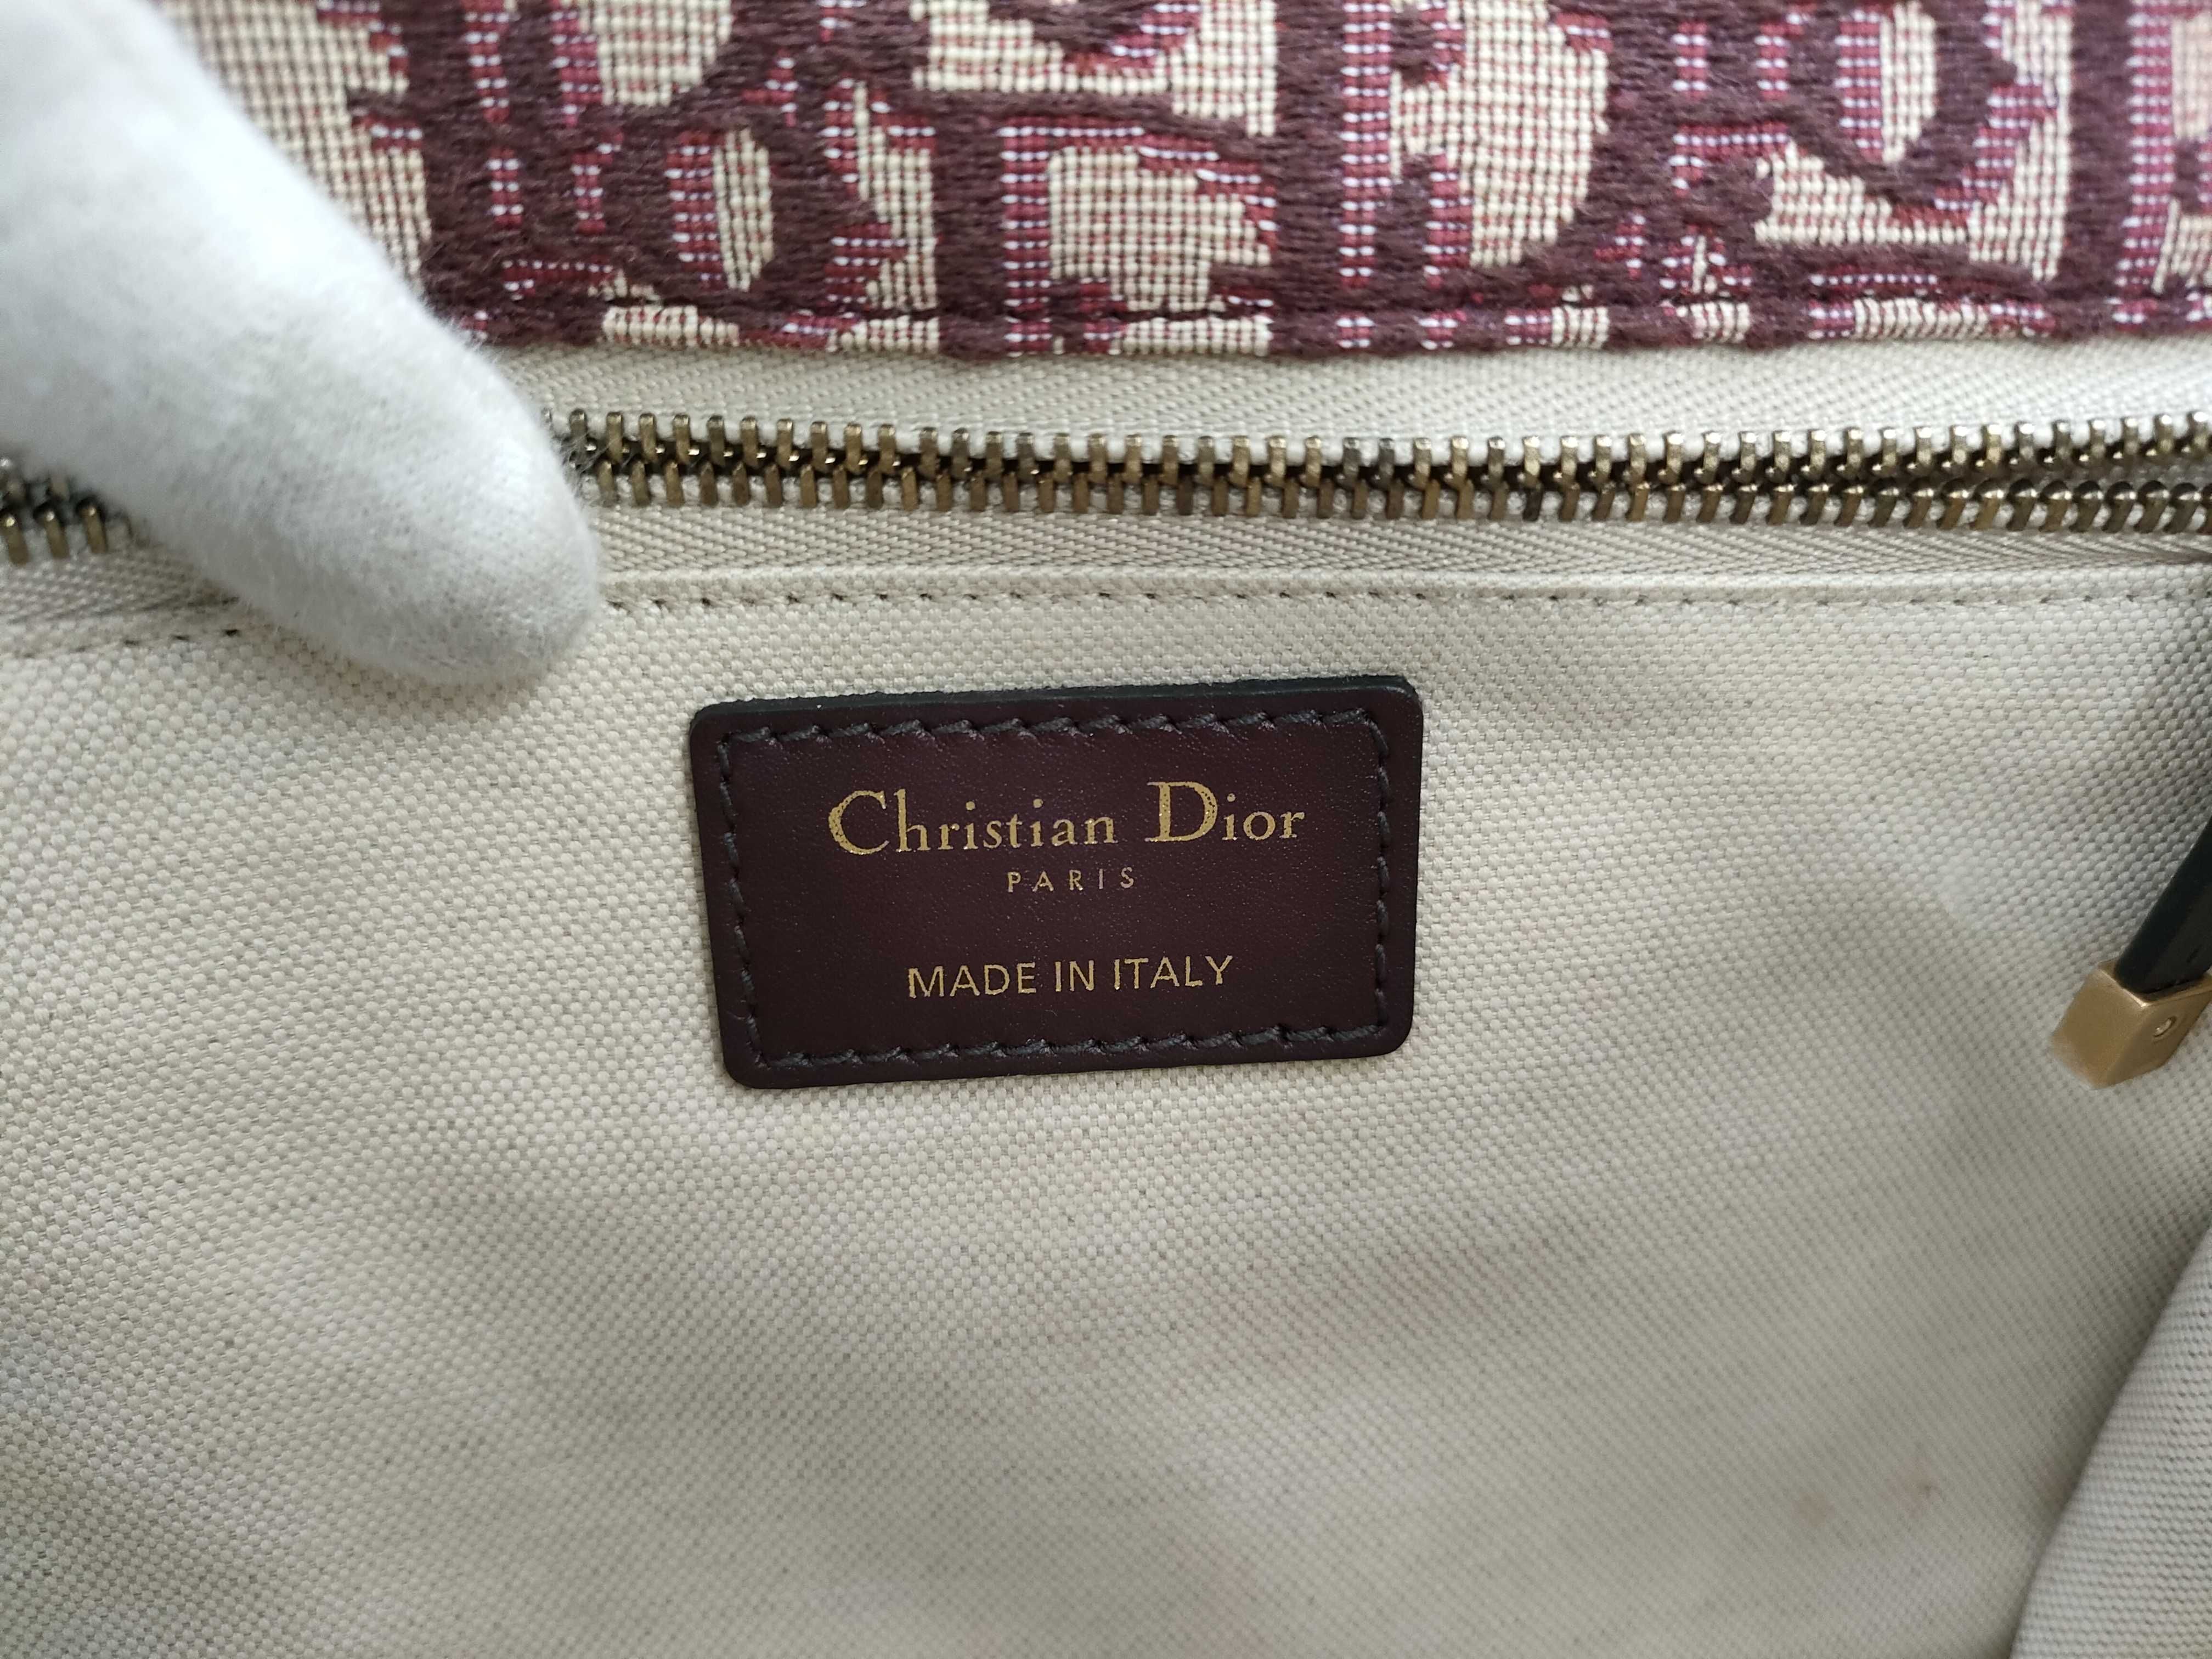 Christian Dior
PARIS
MADE IN ITALY